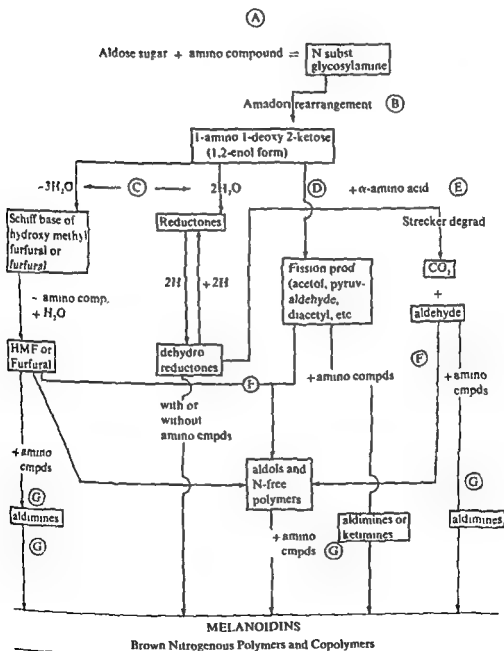 A
Aldose sugar + amino compound =
N subst
glycosylamine
Amadon rearrangement
B
1-amino 1-deoxy 2-ketose
(1,2-enol form)
-3H₂O
C
2H₂O
D
+α-amino acid
E
Schiff base of
hydroxy methyl
furfural or
furfural
Reductones
Strecker degrad
2H
+2H
Fission prod
(acetol, pyruv-
aldehyde,
diacetyl, etc
CO₂
+
aldehyde
- amino comp.
+ H₂O
HMF or
Furfural
dehydro
reductones
F
+amino compds
F
+amino
cmpds
with or
without
amino cmpds
+amino
cmpds
G
aldimines
G
aldols and
N-free
polymers
+amino
cmpds
G
aldimines or
ketimines
G
aldimines
MELANOIDINS
Brown Nitrogenous Polymers and Copolymers